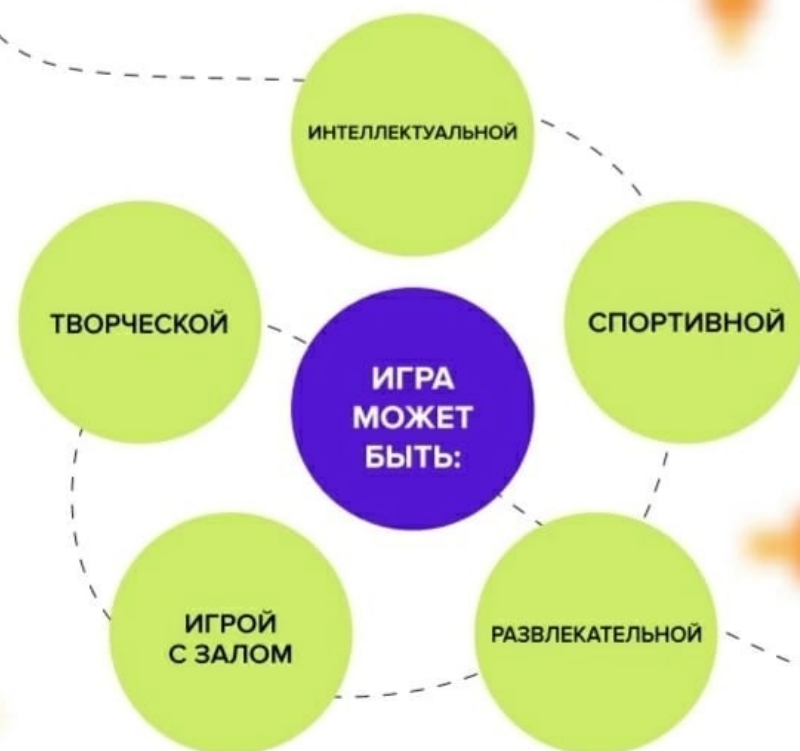 ИНТЕЛЛЕКТУАЛЬНОЙ
ТВОРЧЕСКОЙ
СПОРТИВНОЙ
ИГРА
МОЖЕТ
БЫТЬ:
ИГРОЙ
С ЗАЛОМ
РАЗВЛЕКАТЕЛЬНОЙ